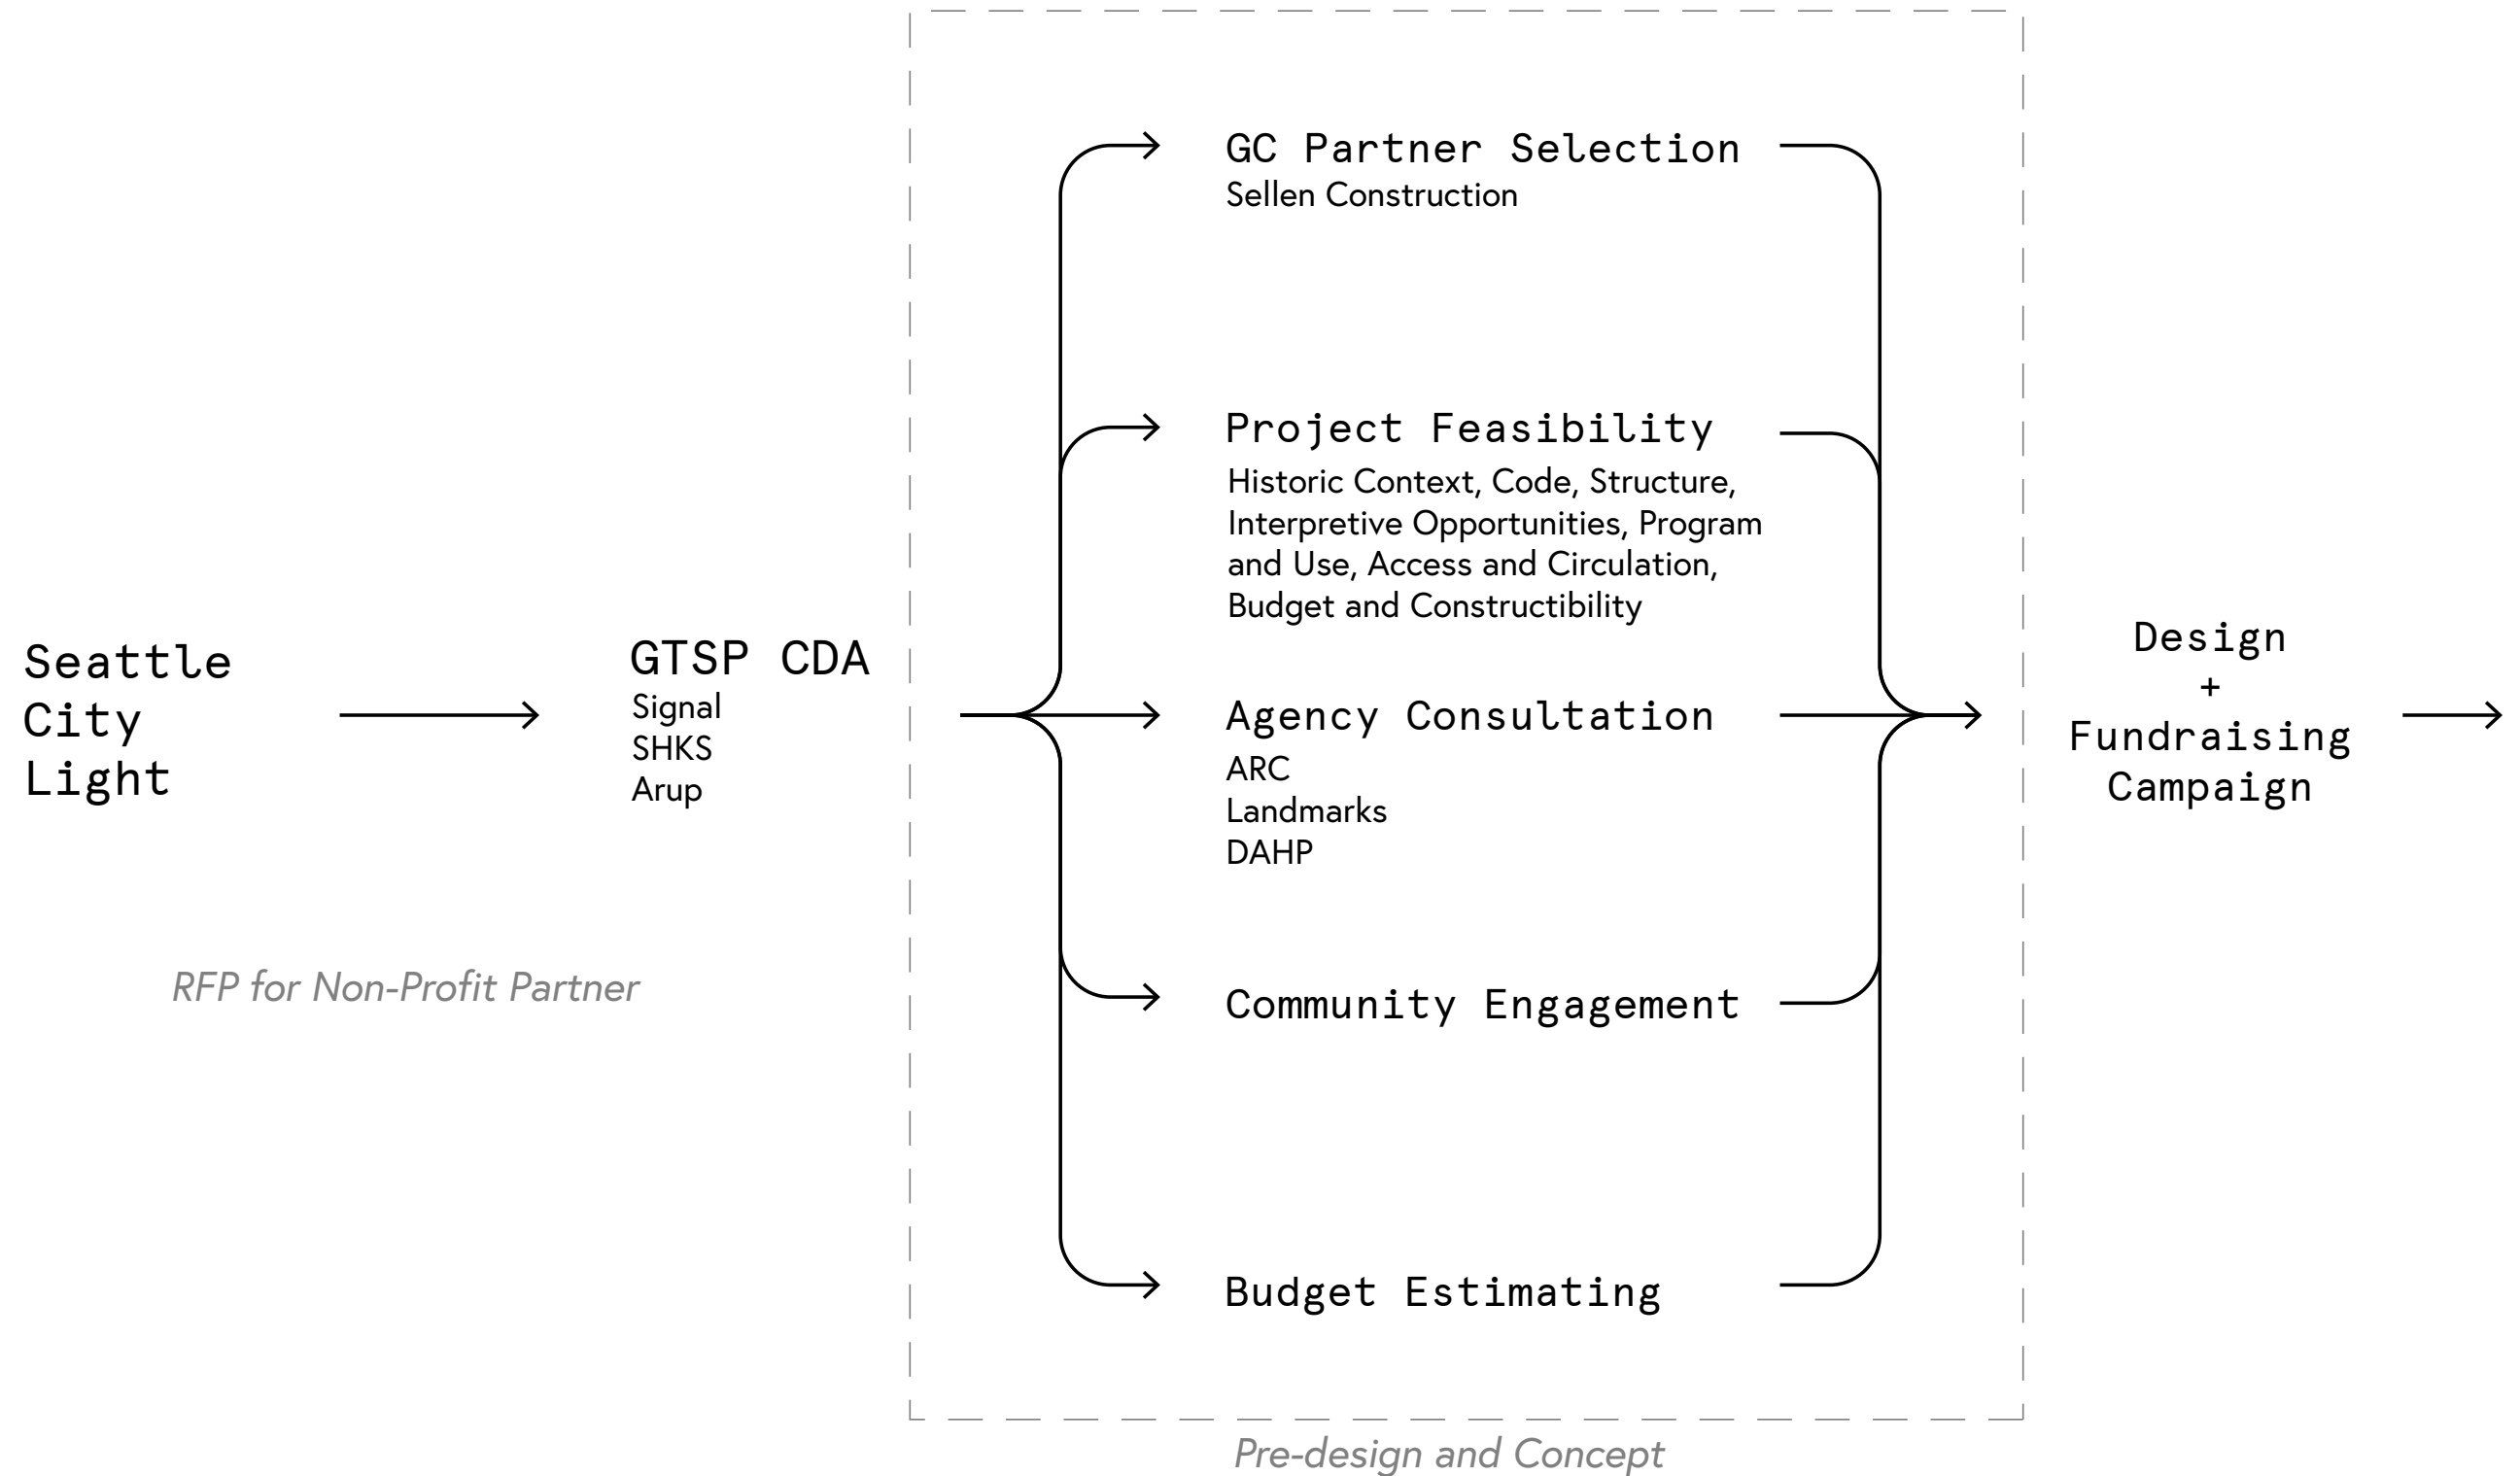 Seattle
City
Light
RFP for Non-Profit Partner
GTSP CDA
Signal
SHKS
Arup
GC Partner Selection
Sellen Construction
Project Feasibility
Historic Context, Code, Structure,
Interpretive Opportunities, Program
and Use, Access and Circulation,
Budget and Constructibility
Agency Consultation
ARC
Landmarks
DAHP
Community Engagement
Budget Estimating
Pre-design and Concept
Design
+
Fundraising
Campaign